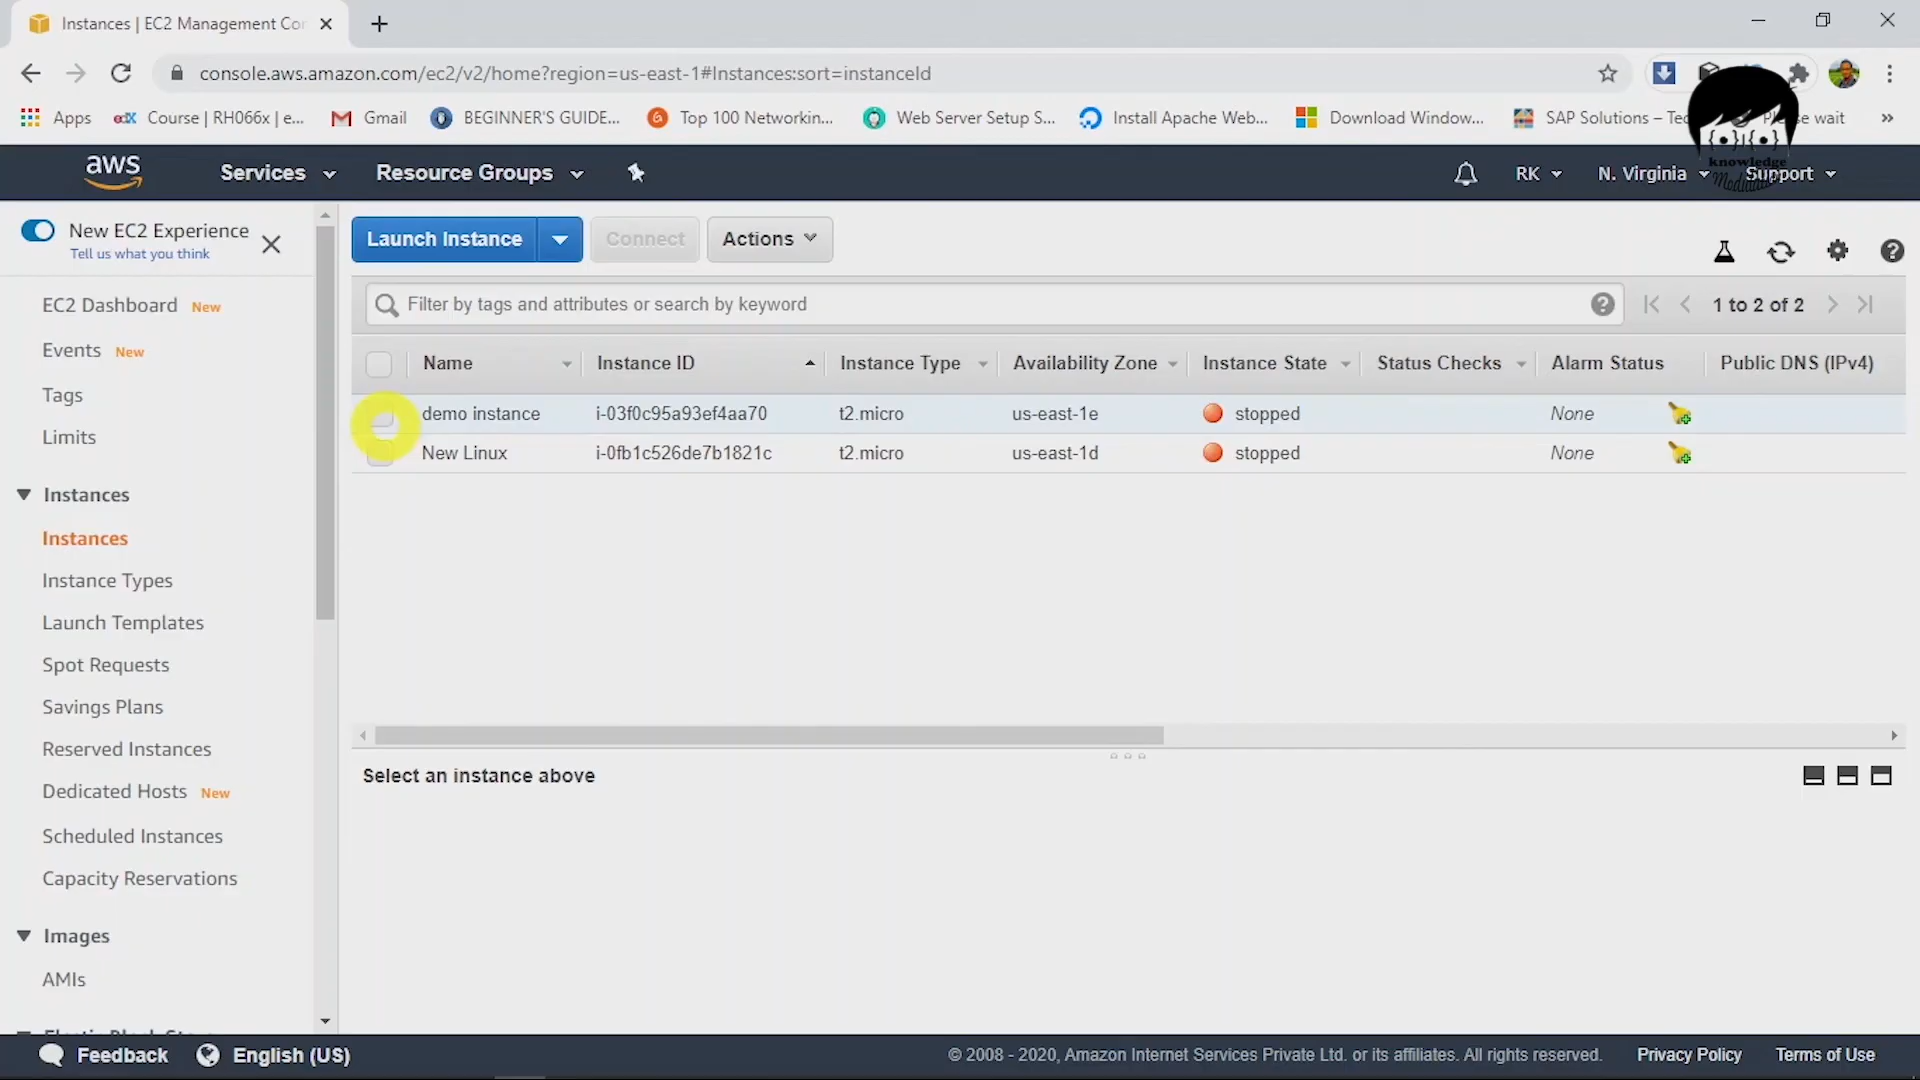 Instances | EC2 Management Con
console.aws.amazon.com/ec2/v2/home?region=us-east-1#Instances:sort=instanceId
Apps
edX Course | RH066x | e...
Gmail
BEGINNER'S GUIDE...
Top 100 Networkin...
Web Server Setup S...
Install Apache Web...
Download Window...
SAP Solutions – Tec
Please wait
knowledge
aws
Services
Resource Groups
RK
N. Virginia
Support
New EC2 Experience
Tell us what you think
Launch Instance
Connect
Actions
EC2 Dashboard New
Events New
Tags
Limits
Instances
Instances
Instance Types
Launch Templates
Spot Requests
Savings Plans
Reserved Instances
Dedicated Hosts New
Scheduled Instances
Capacity Reservations
Images
AMIs
Filter by tags and attributes or search by keyword
1 to 2 of 2
Name Instance ID Instance Type Availability Zone Instance State Status Checks Alarm Status Public DNS (IPv4)
demo instance i-03f0c95a93ef4aa70 t2.micro us-east-1e stopped None
New Linux i-0fb1c526de7b1821c t2.micro us-east-1d stopped None
Select an instance above
Feedback
English (US)
© 2008 - 2020, Amazon Internet Services Private Ltd. or its affiliates. All rights reserved.
Privacy Policy
Terms of Use